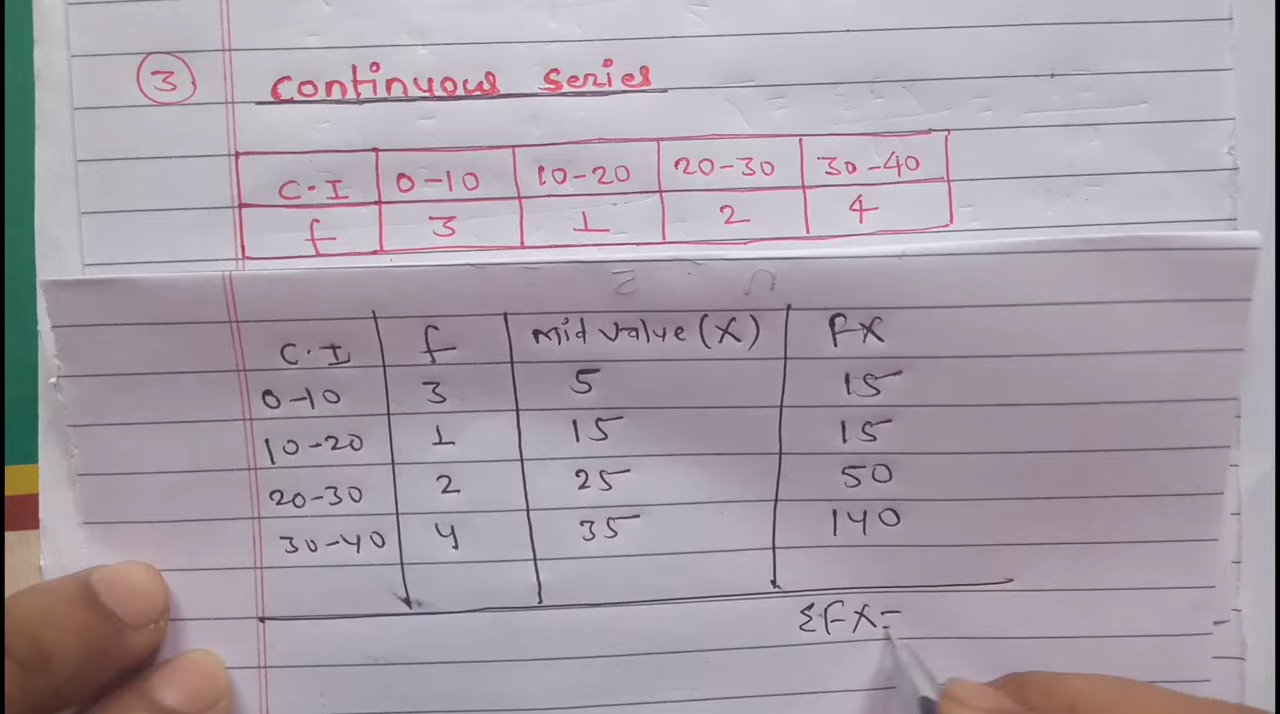 3 Continuous series
C.I 0-10 10-20 20-30 30-40
f 3 1 2 4
C.I f Mid value (X) FX
0-10 3 5 15
10-20 1 15 15
20-30 2 25 50
30-40 4 35 140
ΣFX=